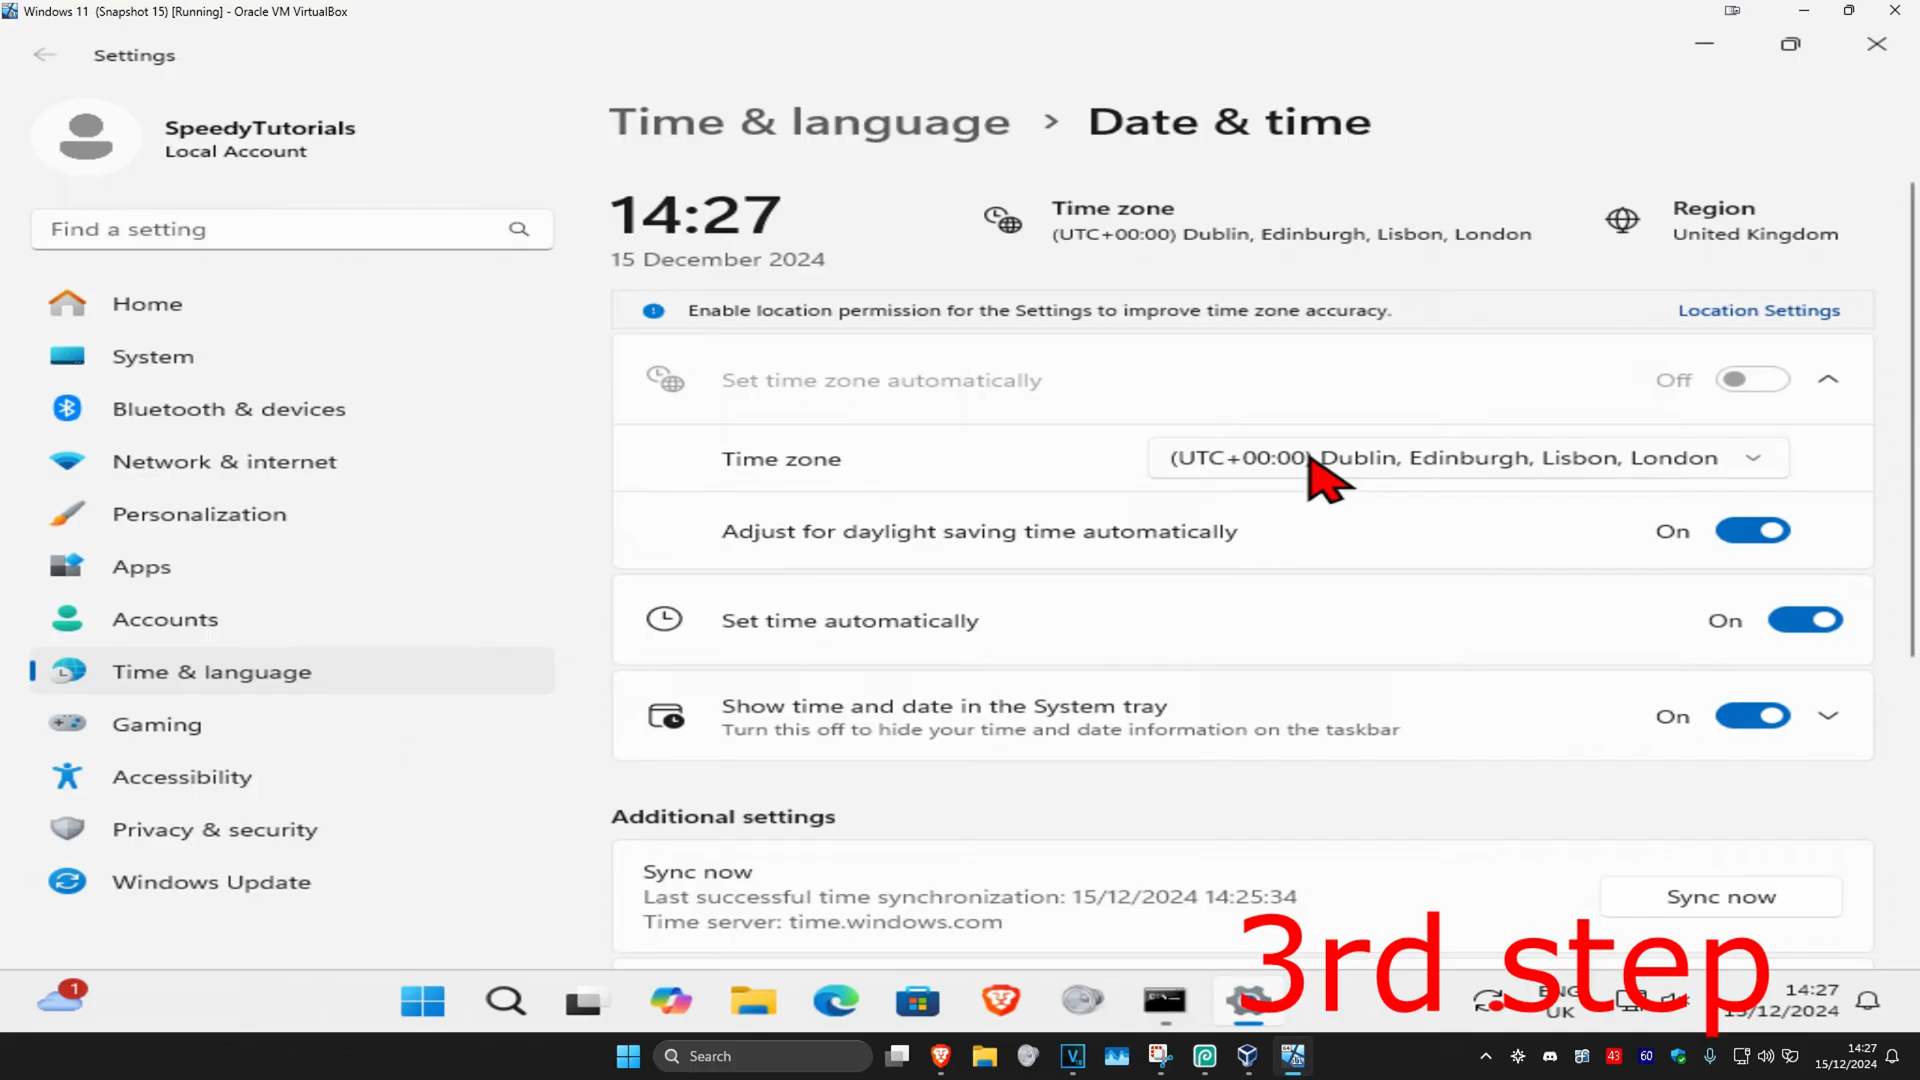 Windows 11 (Snapshot 15) [Running] - Oracle VM VirtualBox
Settings
SpeedyTutorials
Local Account
Find a setting
Home
System
Bluetooth & devices
Network & internet
Personalization
Apps
Accounts
Time & language
Gaming
Accessibility
Privacy & security
Windows Update
Time & language > Date & time
14:27
15 December 2024
Time zone
(UTC+00:00) Dublin, Edinburgh, Lisbon, London
Region
United Kingdom
Enable location permission for the Settings to improve time zone accuracy.
Location Settings
Set time zone automatically
Off
Time zone
(UTC+00:00) Dublin, Edinburgh, Lisbon, London
Adjust for daylight saving time automatically
On
Set time automatically
On
Show time and date in the System tray
Turn this off to hide your time and date information on the taskbar
On
Additional settings
Sync now
Last successful time synchronization: 15/12/2024 14:25:34
Time server: time.windows.com
Sync now
3rd step
1
ENG
UK
14:27
15/12/2024
Search
43
60
14:27
15/12/2024